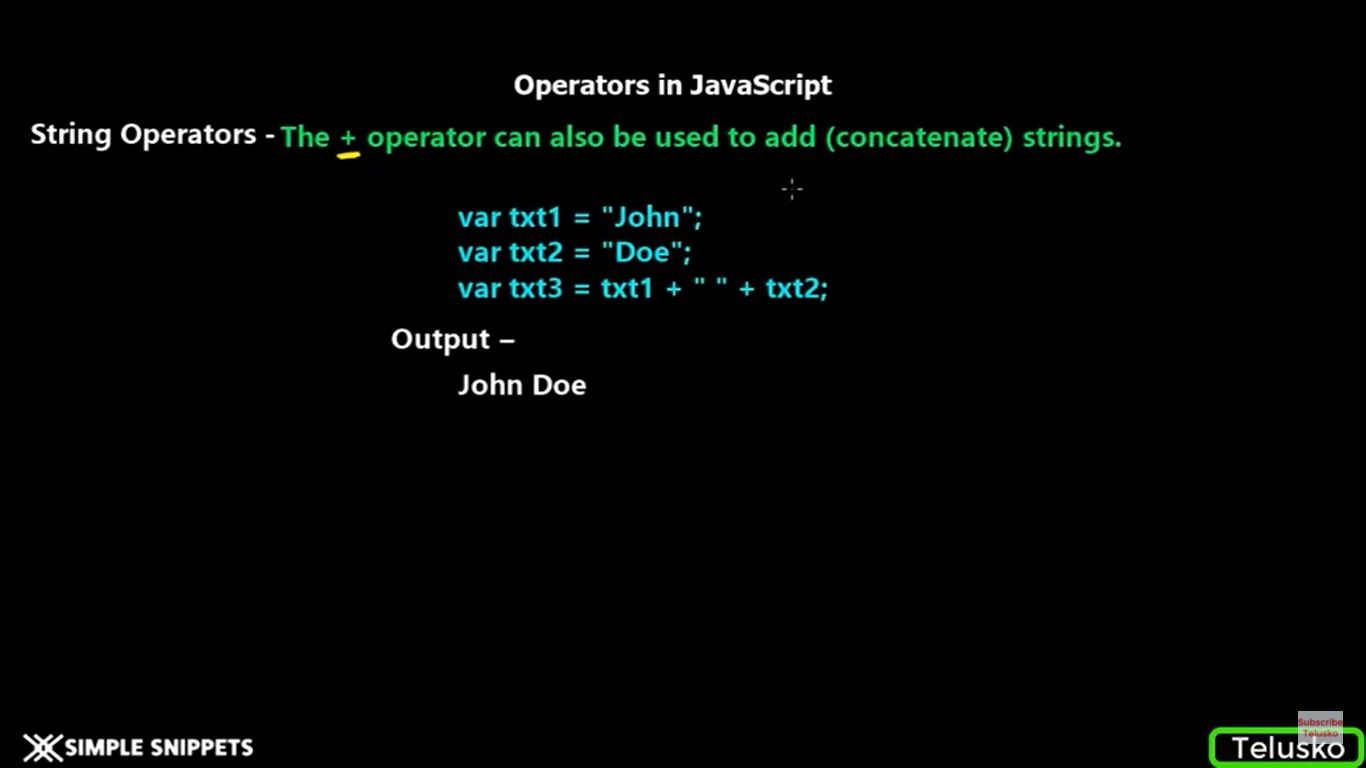 Operators in JavaScript
String Operators - The + operator can also be used to add (concatenate) strings.
var txt1 = "John";
var txt2 = "Doe";
var txt3 = txt1 + " " + txt2;
Output –
John Doe
SIMPLE SNIPPETS
Subscribe
Telusko
Telusko